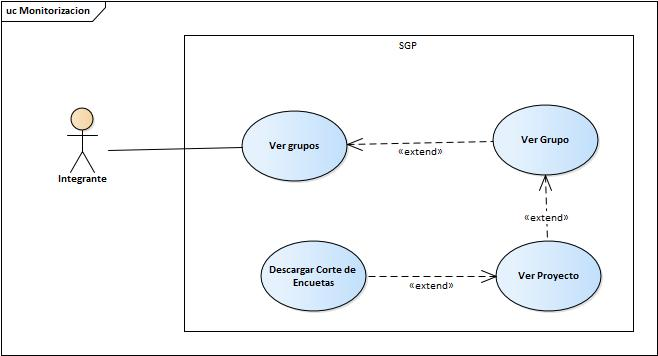 uc Monitorizacion
SGP
Ver grupos
«extend»
Ver Grupo
Integrante
«extend»
Descargar Corte de
Encuetas
«extend»
Ver Proyecto